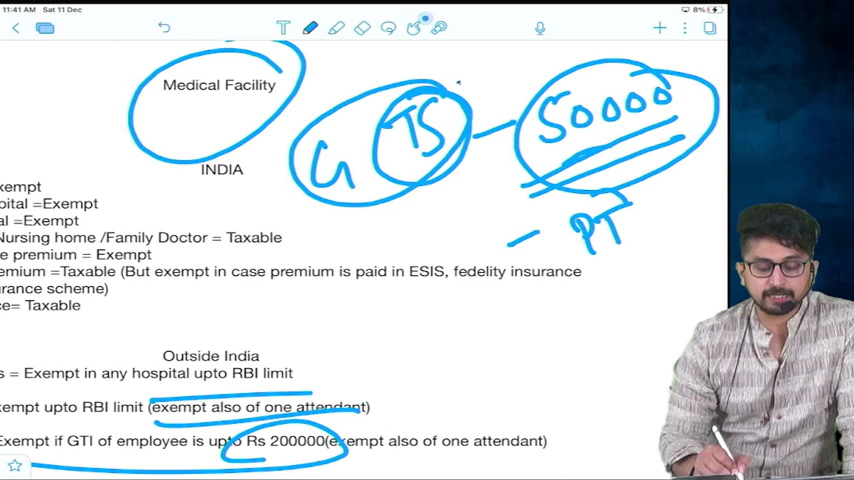 11:41 AM Sat 11 Dec
8%
Medical Facility
G TS - 50000
- PT
INDIA
xempt
pital =Exempt
al =Exempt
Nursing home /Family Doctor = Taxable
e premium = Exempt
emium =Taxable (But exempt in case premium is paid in ESIS, fedelity insurance
urance scheme)
ce= Taxable
Outside India
s = Exempt in any hospital upto RBI limit
xempt upto RBI limit (exempt also of one attendant)
Exempt if GTI of employee is upto Rs 200000(exempt also of one attendant)